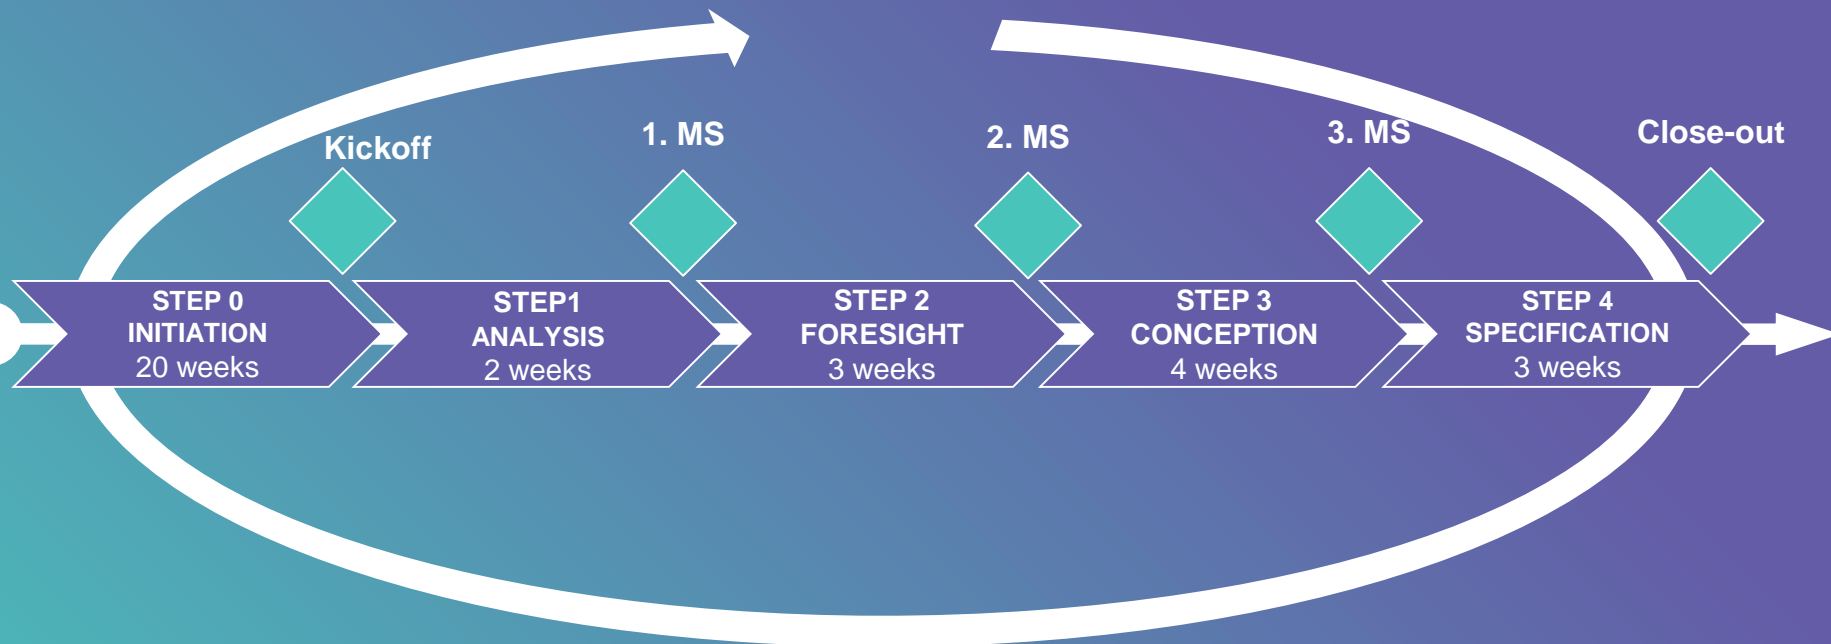 Kickoff
1. MS
2. MS
3. MS
Close-out
STEP 0
INITIATION
20 weeks
STEP1
ANALYSIS
2 weeks
STEP 2
FORESIGHT
3 weeks
STEP 3
CONCEPTION
4 weeks
STEP 4
SPECIFICATION
3 weeks